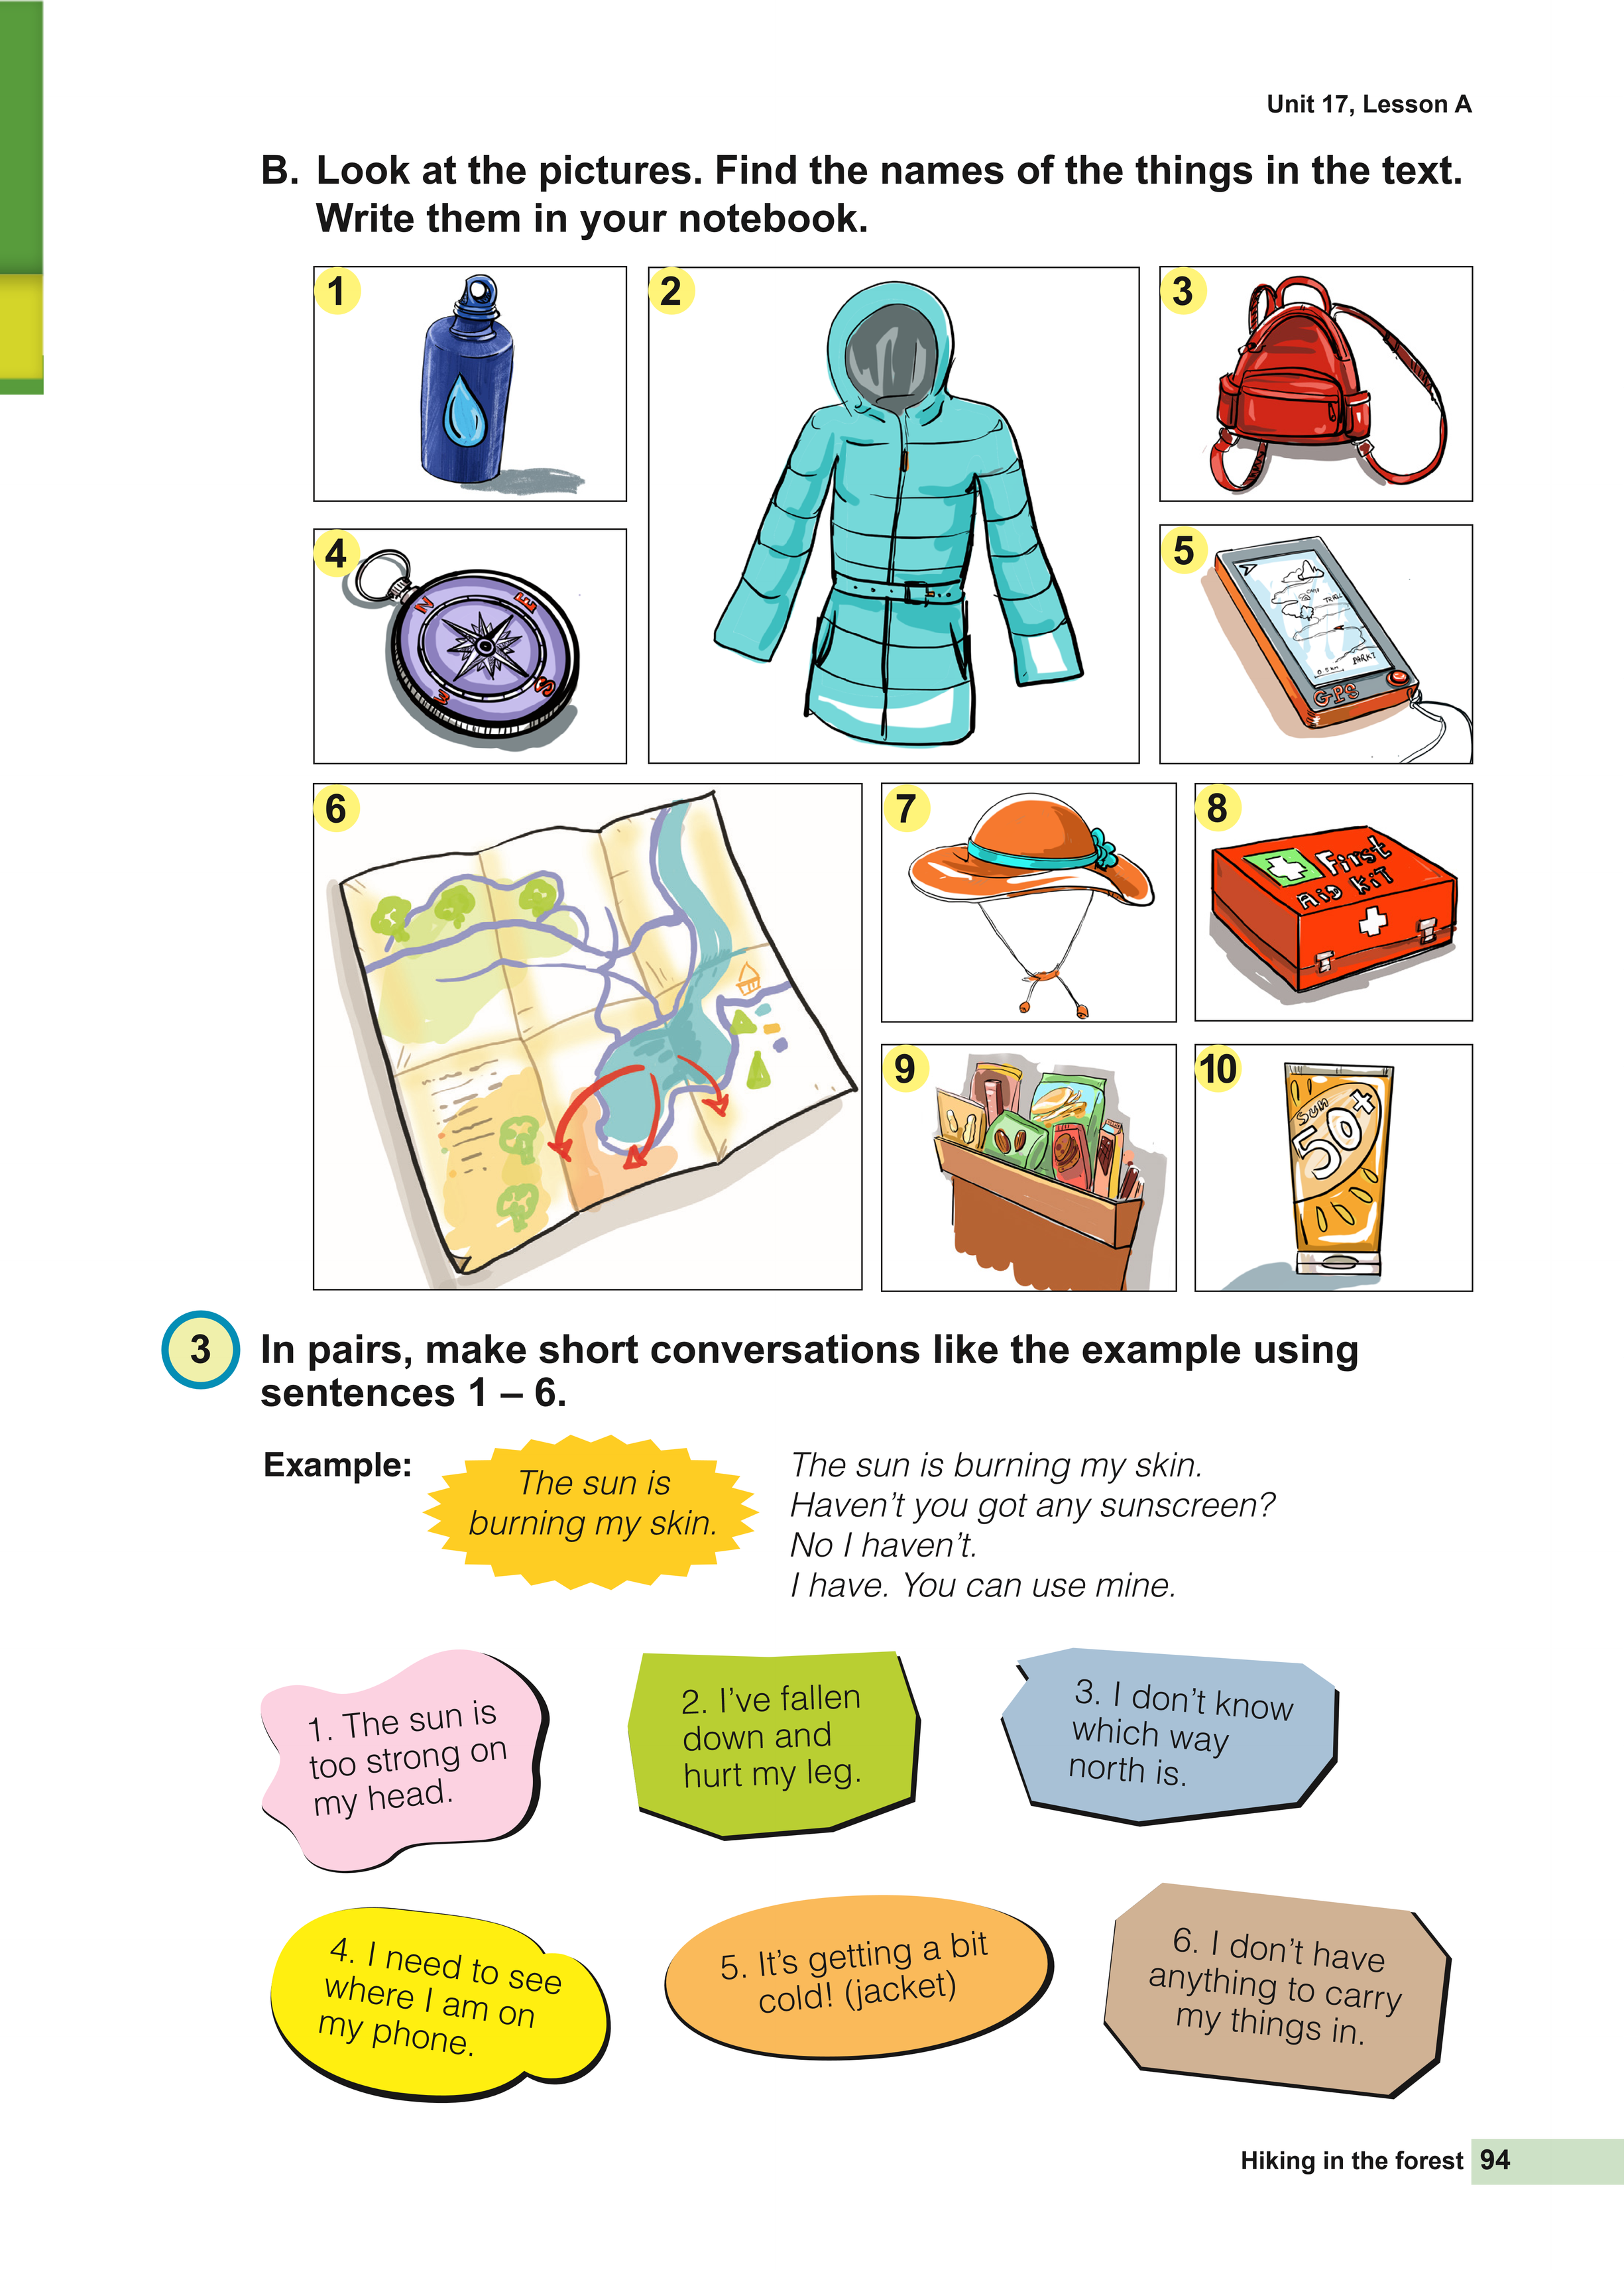 Unit 17, Lesson A
B. Look at the pictures. Find the names of the things in the text.
Write them in your notebook.
1
2
3
4
N
E
S
W
5
CAMP
TRAIL
PARKS
GPS
6
7
8
First
AiD KiT
9
10
Sun
50+
3
In pairs, make short conversations like the example using
sentences 1 – 6.
Example:
The sun is
burning my skin.
The sun is burning my skin.
Haven't you got any sunscreen?
No I haven't.
I have. You can use mine.
1. The sun is
too strong on
my head.
2. I've fallen
down and
hurt my leg.
3. I don't know
which way
north is.
4. I need to see
where I am on
my phone.
5. It's getting a bit
cold! (jacket)
6. I don't have
anything to carry
my things in.
Hiking in the forest 94